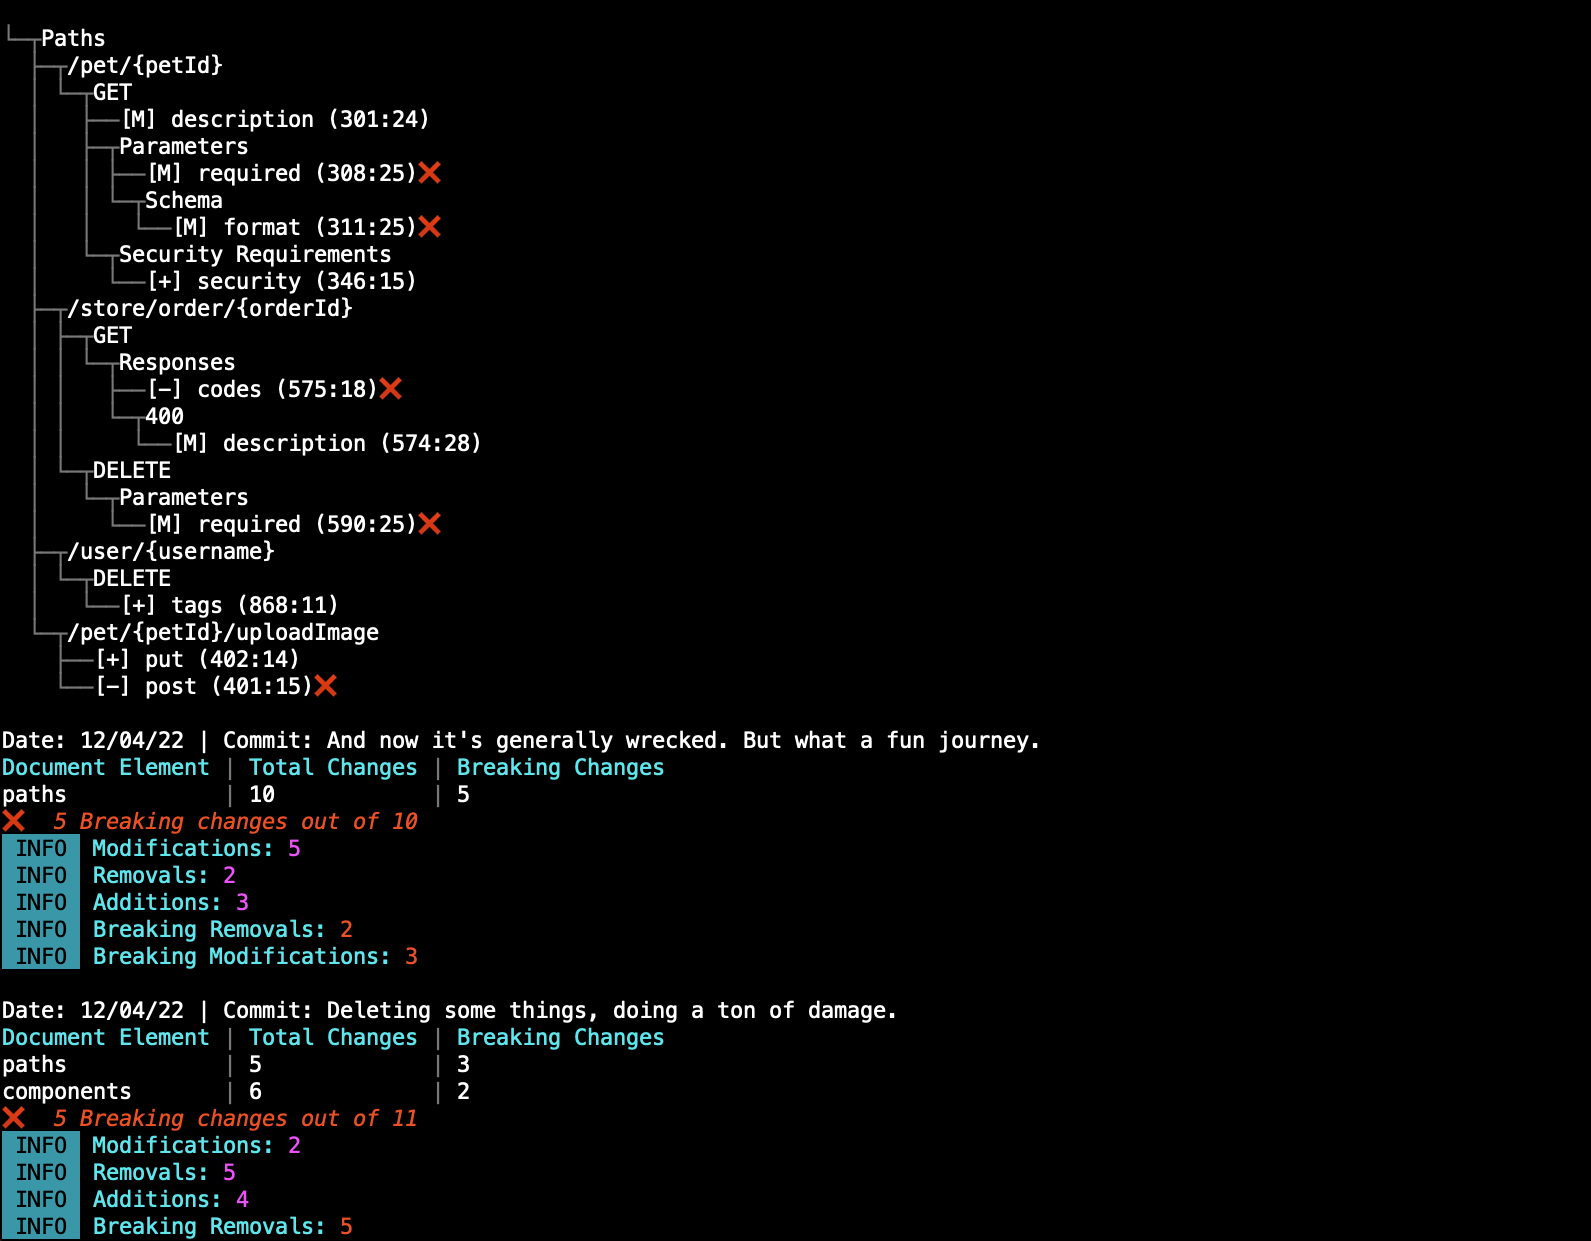 Paths
/pet/{petId}
GET
[M] description (301:24)
Parameters
[M] required (308:25)❌
Schema
[M] format (311:25)❌
Security Requirements
[+] security (346:15)
/store/order/{orderId}
GET
Responses
[-] codes (575:18)❌
400
[M] description (574:28)
DELETE
Parameters
[M] required (590:25)❌
/user/{username}
DELETE
[+] tags (868:11)
/pet/{petId}/uploadImage
[+] put (402:14)
[-] post (401:15)❌
Date: 12/04/22 | Commit: And now it's generally wrecked. But what a fun journey.
Document Element | Total Changes | Breaking Changes
paths | 10 | 5
❌ 5 Breaking changes out of 10
INFO Modifications: 5
INFO Removals: 2
INFO Additions: 3
INFO Breaking Removals: 2
INFO Breaking Modifications: 3
Date: 12/04/22 | Commit: Deleting some things, doing a ton of damage.
Document Element | Total Changes | Breaking Changes
paths | 5 | 3
components | 6 | 2
❌ 5 Breaking changes out of 11
INFO Modifications: 2
INFO Removals: 5
INFO Additions: 4
INFO Breaking Removals: 5